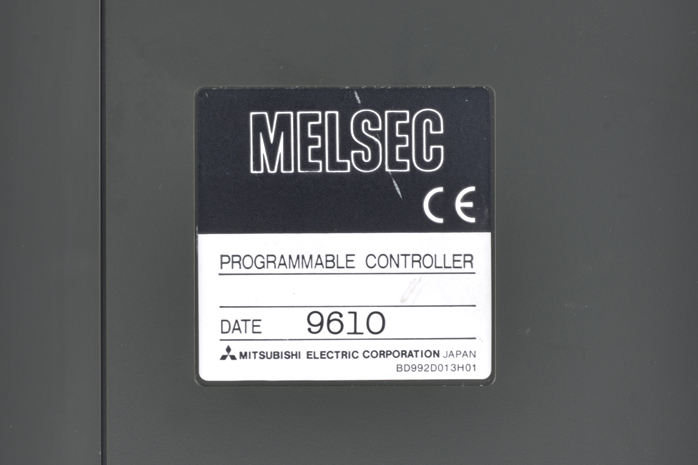 MELSEC
CE
PROGRAMMABLE CONTROLLER
DATE 9610
MITSUBISHI ELECTRIC CORPORATION JAPAN
BD992D013H01